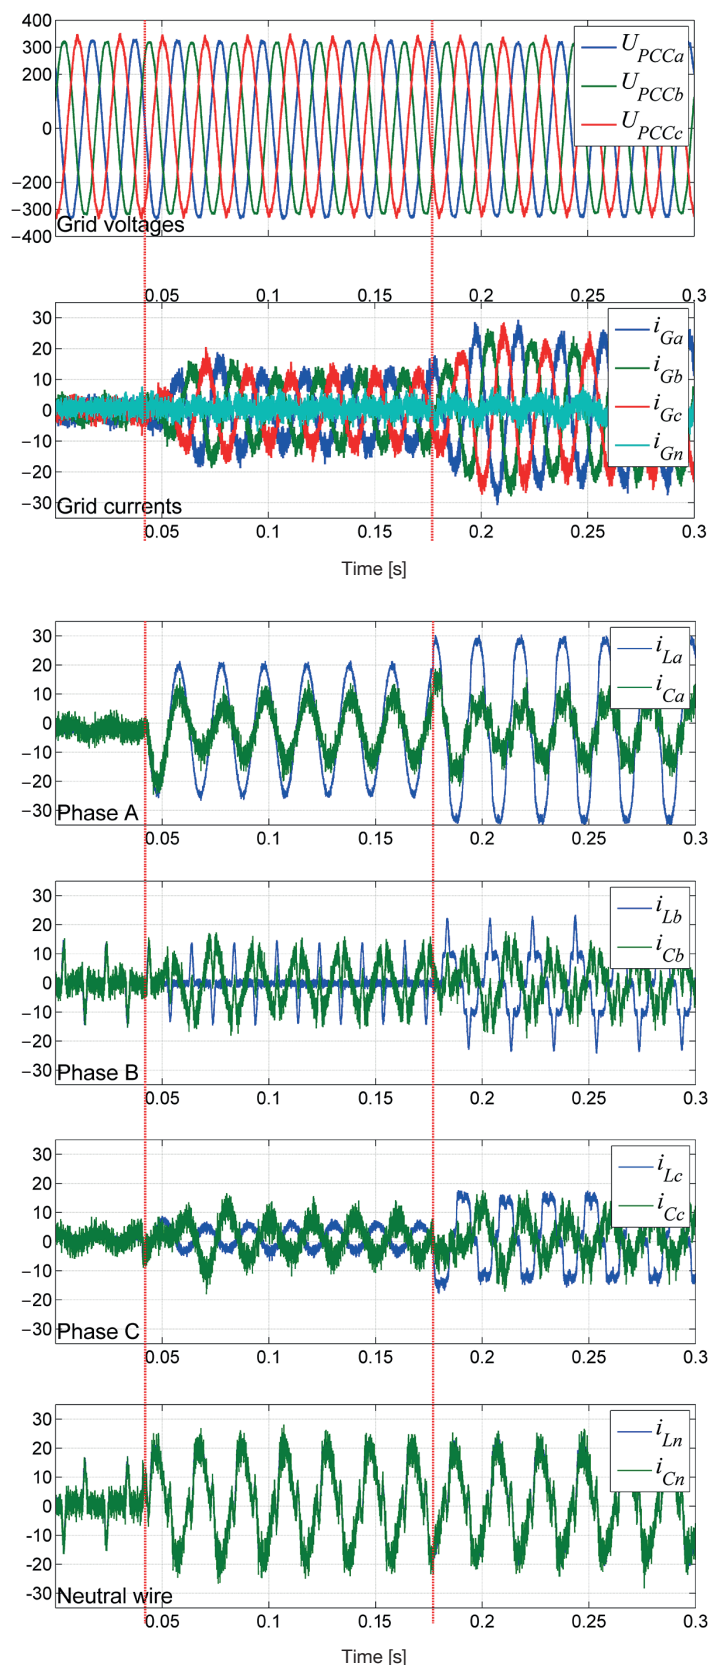 400
300
200
0
−200
−300
−400
U_PCCa
U_PCCb
U_PCCc
Grid voltages
0.05 0.1 0.15 0.2 0.25 0.3
30
20
10
0
−10
−20
−30
i_Ga
i_Gb
i_Gc
i_Gn
Grid currents
0.05 0.1 0.15 0.2 0.25 0.3
Time [s]
30
20
10
0
−10
−20
−30
i_La
i_Ca
Phase A
0.05 0.1 0.15 0.2 0.25 0.3
30
20
10
0
−10
−20
−30
i_Lb
i_Cb
Phase B
0.05 0.1 0.15 0.2 0.25 0.3
30
20
10
0
−10
−20
−30
i_Lc
i_Cc
Phase C
0.05 0.1 0.15 0.2 0.25 0.3
30
20
10
0
−10
−20
-30
i_Ln
i_Cn
Neutral wire
0.05 0.1 0.15 0.2 0.25 0.3
Time [s]